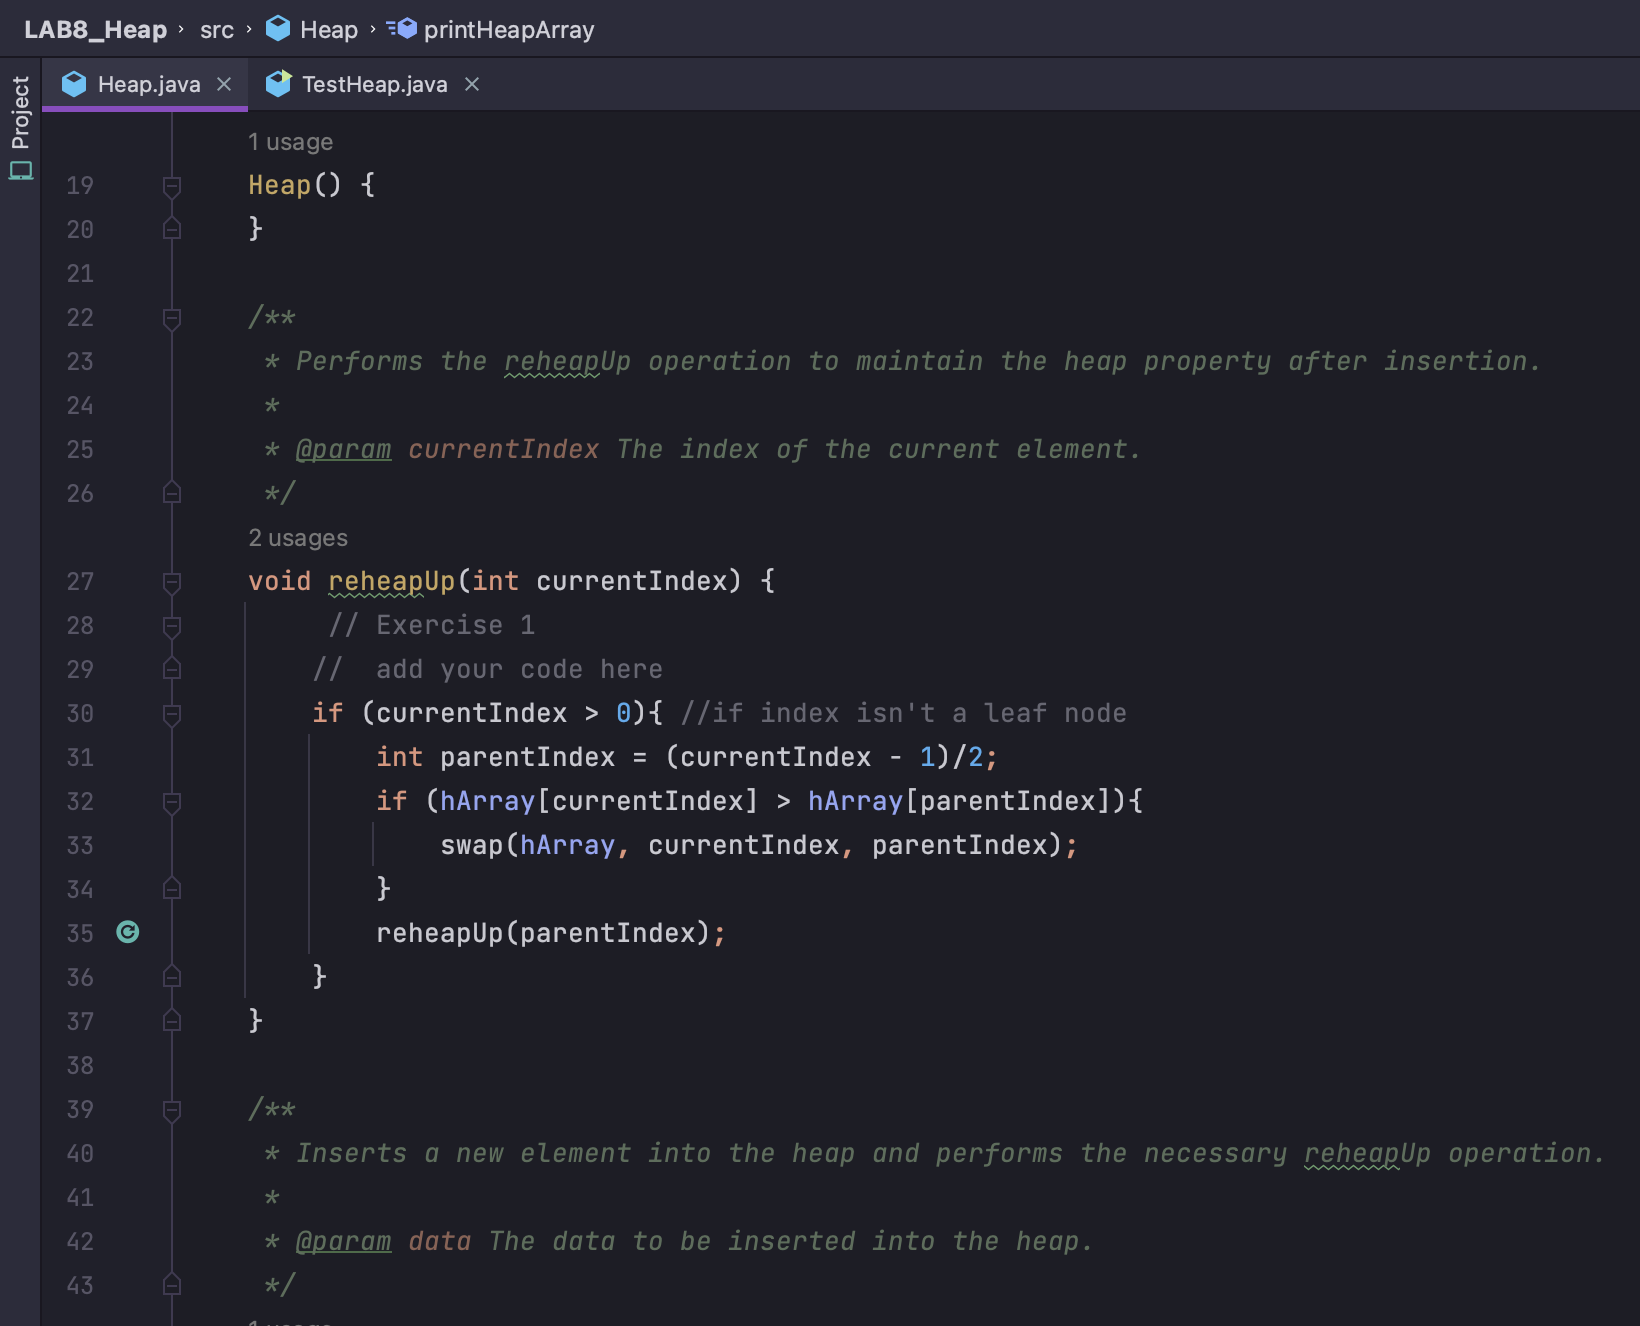 LAB8_Heap › src › Heap › printHeapArray
Project
Heap.java × TestHeap.java ×
1 usage
19 Heap() {
20 }
21
22 /**
23 * Performs the reheapUp operation to maintain the heap property after insertion.
24 *
25 * @param currentIndex The index of the current element.
26 */
2 usages
27 void reheapUp(int currentIndex) {
28 // Exercise 1
29 //  add your code here
30 if (currentIndex > 0){ //if index isn't a leaf node
31 int parentIndex = (currentIndex - 1)/2;
32 if (hArray[currentIndex] > hArray[parentIndex]){
33 swap(hArray, currentIndex, parentIndex);
34 }
35 reheapUp(parentIndex);
36 }
37 }
38
39 /**
40 * Inserts a new element into the heap and performs the necessary reheapUp operation.
41 *
42 * @param data The data to be inserted into the heap.
43 */
1 usage